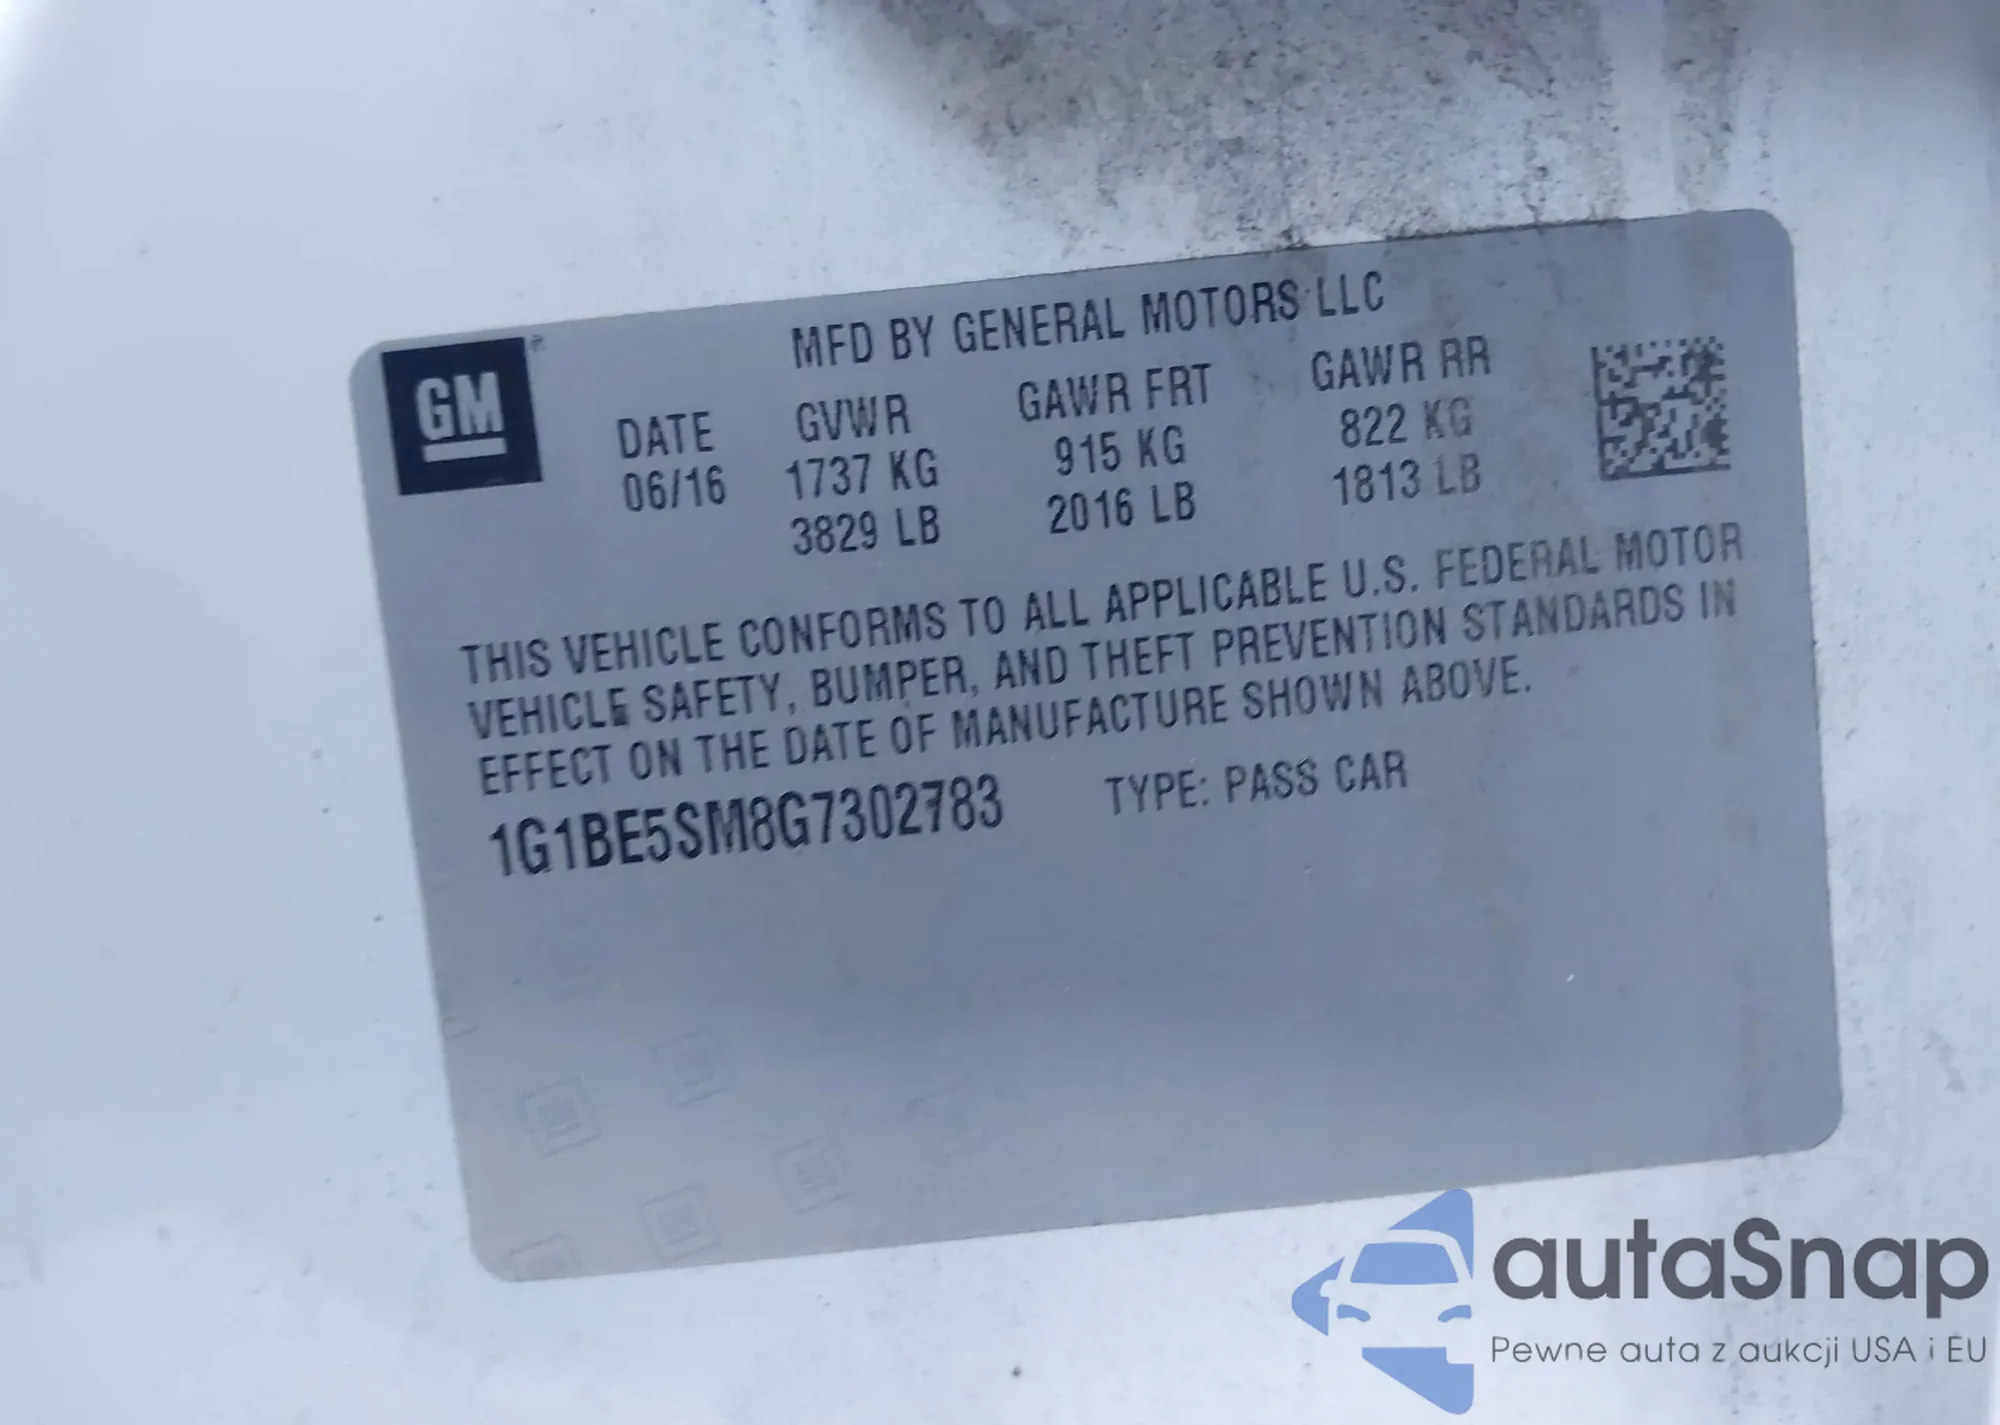 MFD BY GENERAL MOTORS LLC
GM ®
DATE GVWR GAWR FRT GAWR RR
06/16 1737 KG 915 KG 822 KG
3829 LB 2016 LB 1813 LB
THIS VEHICLE CONFORMS TO ALL APPLICABLE U.S. FEDERAL MOTOR
VEHICLE SAFETY, BUMPER, AND THEFT PREVENTION STANDARDS IN
EFFECT ON THE DATE OF MANUFACTURE SHOWN ABOVE.
1G1BE5SM8G7302783 TYPE: PASS CAR
autaSnap
Pewne auta z aukcji USA i EU